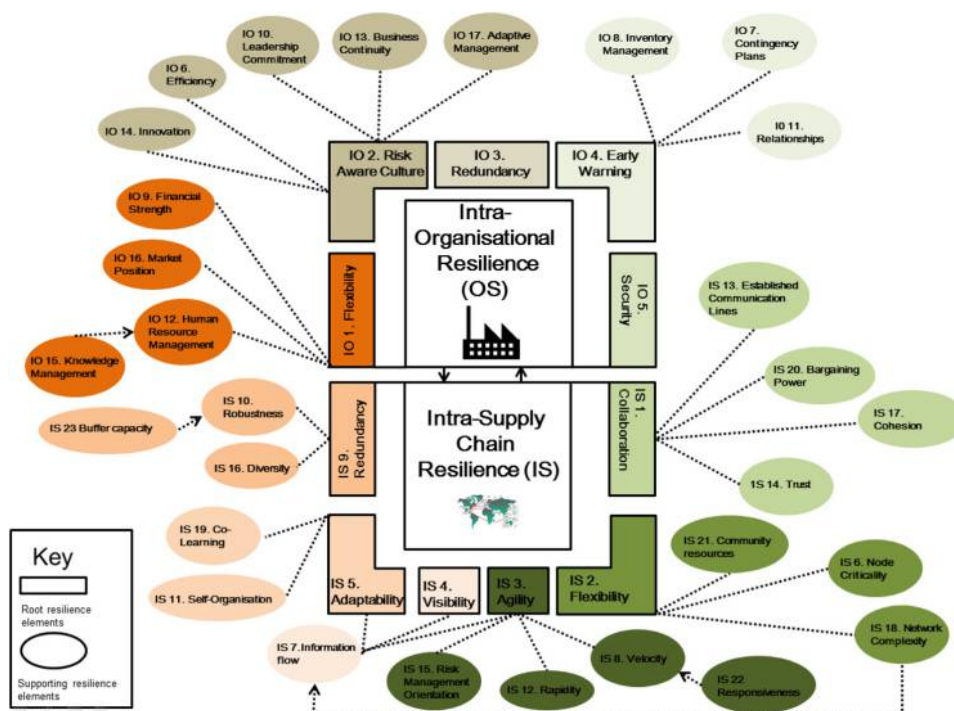 IO 10.
Leadership
Commitment
IO 13. Business
Continuity
IO 17. Adaptive
Management
IO 8. Inventory
Management
IO 7.
Contingency
Plans
IO 6.
Efficiency
IO 14. Innovation
I0 11.
Relationships
IO 2. Risk
Aware Culture
IO 3.
Redundancy
IO 4. Early
Warning
IO 9. Financial
Strength
IO 16. Market
Position
IO 12. Human
Resource
Management
IO 15. Knowledge
Management
IO 1. Flexibility
Intra-
Organisational
Resilience
(OS)
IO 5.
Security
IS 13. Established
Communication
Lines
IS 20. Bargaining
Power
IS 17.
Cohesion
1S 14. Trust
IS 23 Buffer capacity
IS 10.
Robustness
IS 16. Diversity
IS 9.
Redundancy
Intra-Supply
Chain
Resilience (IS)
IS 1.
Collaboration
IS 19. Co-
Learning
IS 11. Self-Organisation
IS 5.
Adaptability
IS 4.
Visibility
IS 3.
Agility
IS 2.
Flexibility
IS 21. Community
resources
IS 6. Node
Criticality
IS 18. Network
Complexity
IS 7.Information
flow
IS 15. Risk
Management
Orientation
IS 12. Rapidity
IS 8. Velocity
IS 22
Responsiveness
Key
Root resilience
elements
Supporting resilience
elements